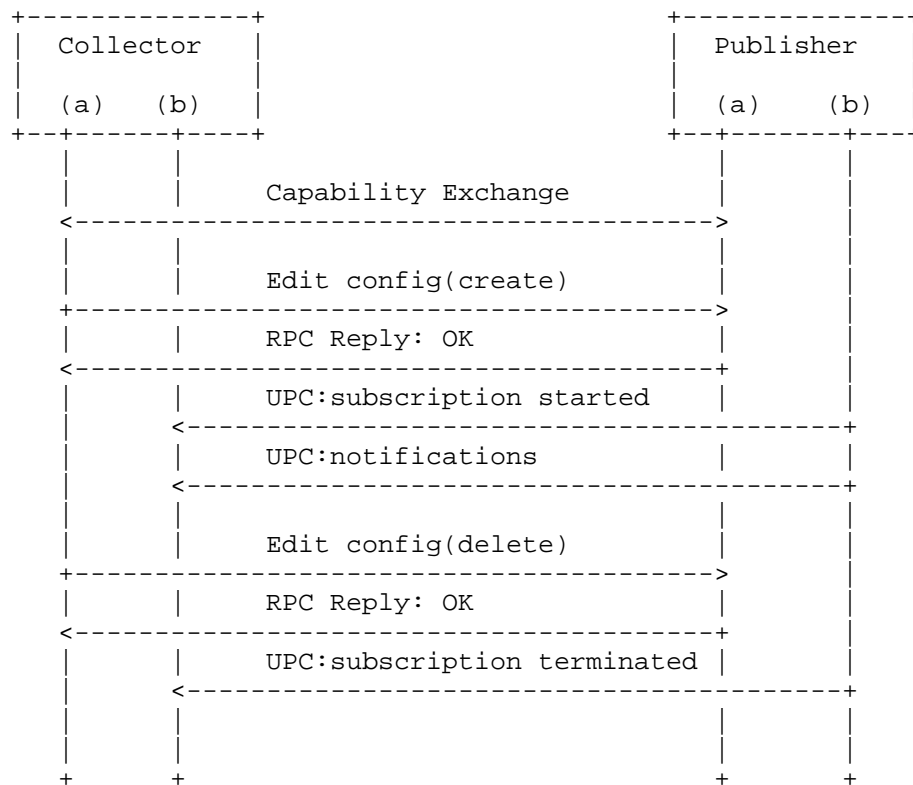 Collector Publisher
(a) (b) (a) (b)
Capability Exchange
Edit config(create)
RPC Reply: OK
UPC:subscription started
UPC:notifications
Edit config(delete)
RPC Reply: OK
UPC:subscription terminated